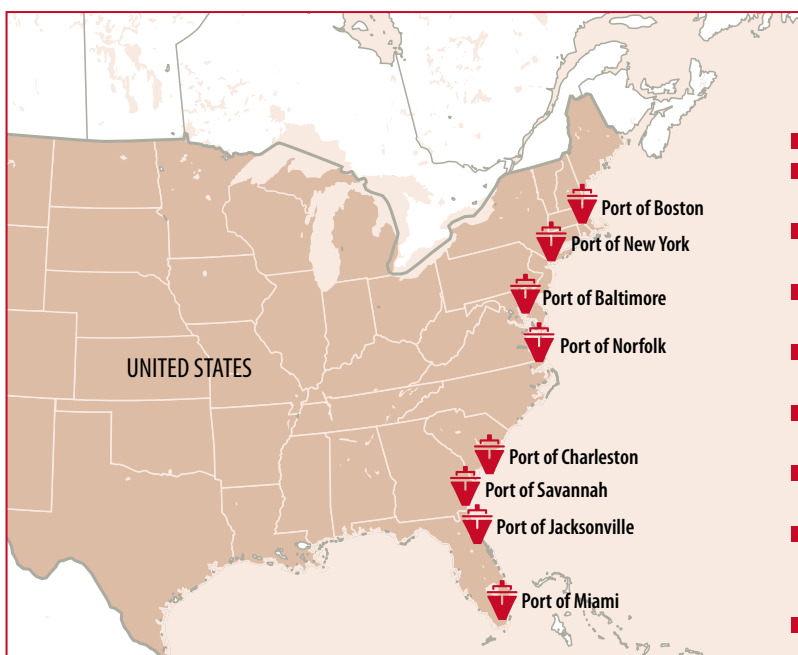 Port of Boston
Port of New York
Port of Baltimore
Port of Norfolk
UNITED STATES
Port of Charleston
Port of Savannah
Port of Jacksonville
Port of Miami